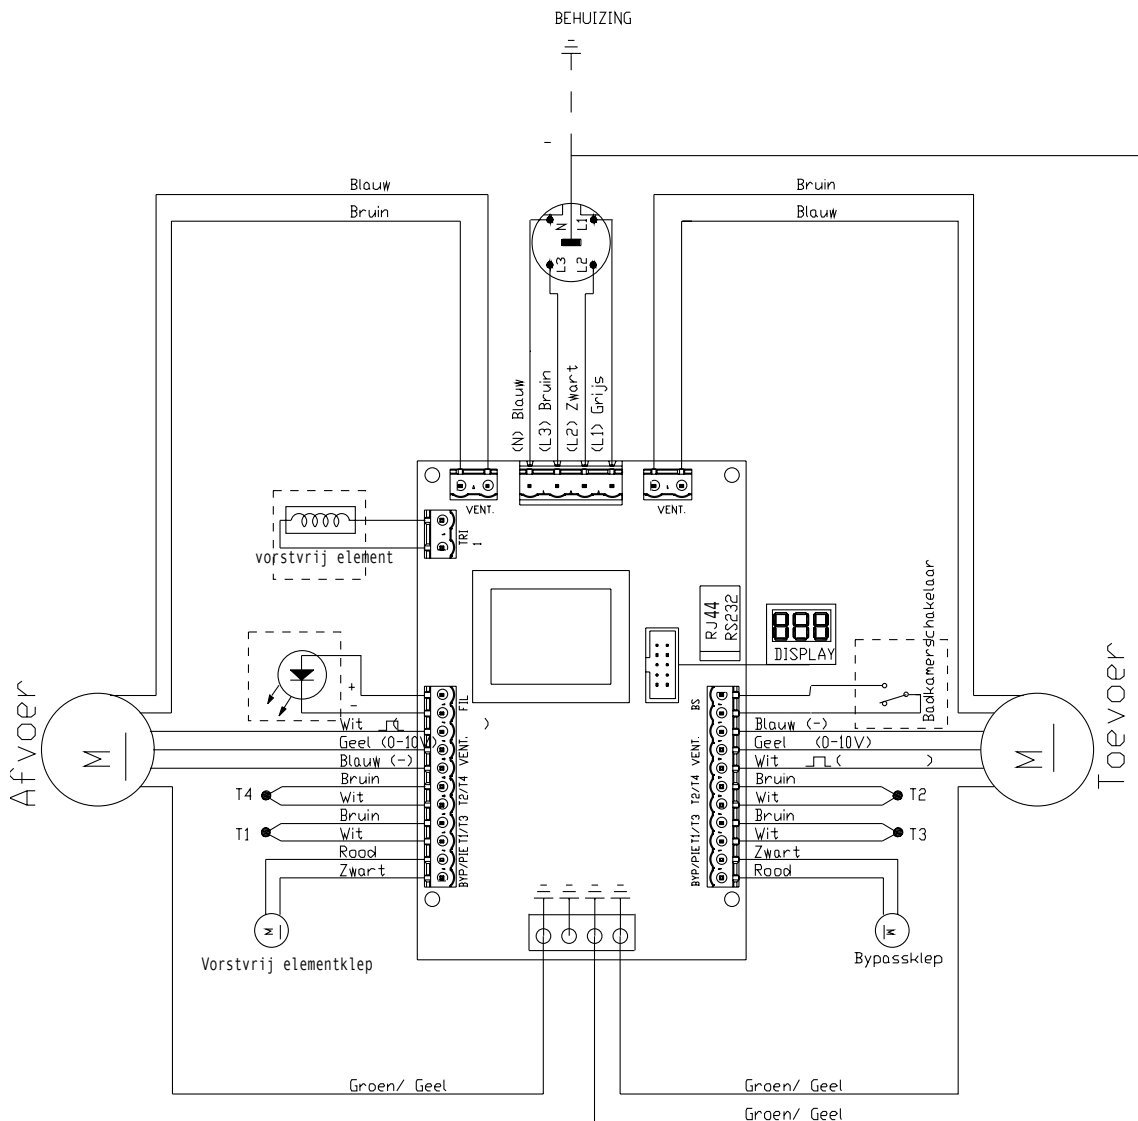 BEHUIZING
Blauw
Bruin
Bruin
Blauw
N
L1
L3
L2
(N) Blauw
(L3) Bruin
(L2) Zwart
(L1) Grijs
VENT.
VENT.
TRI
1
vorstvrij element
RJ44
RS232
DISPLAY
Badkamerschakelaar
Afvoer
M
Toevoer
M
+
-
FIL
VENT.
T2/T4
T1/T3
BYP/PIE
BS
VENT.
T2/T4
T1/T3
BYP/PIE
Wit ( )
Geel (0-10V)
Blauw (-)
Bruin
Wit
Bruin
Wit
Rood
Zwart
T4
T1
Blauw (-)
Geel (0-10V)
Wit ( )
Bruin
Wit
Bruin
Wit
Zwart
Rood
T2
T3
M
Vorstvrij elementklep
M
Bypassklep
Groen/ Geel
Groen/ Geel
Groen/ Geel